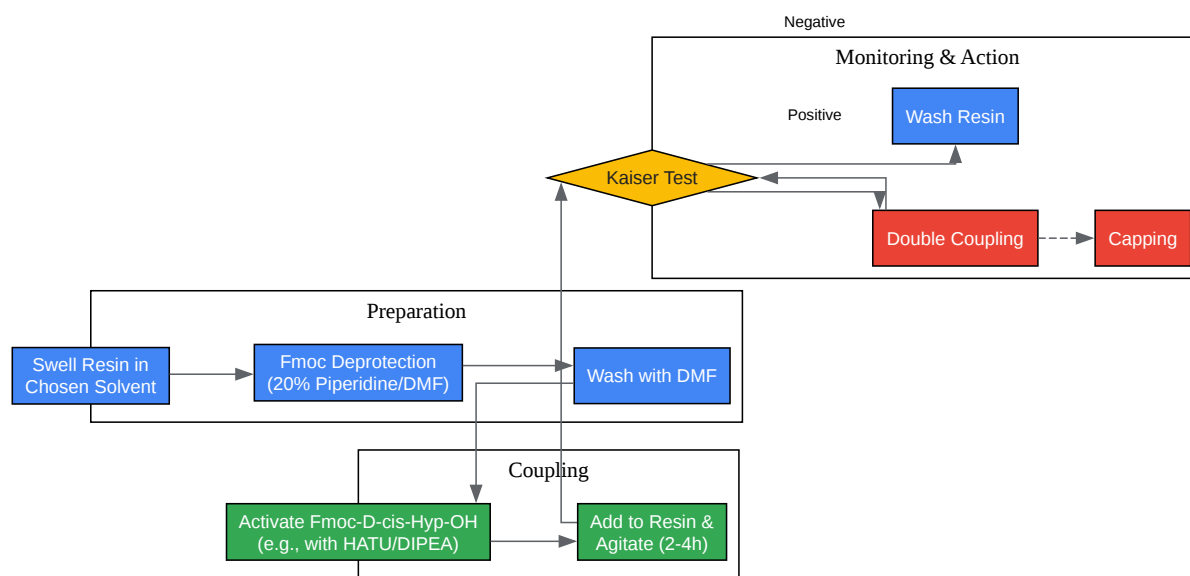 Negative
Monitoring & Action
Positive
Wash Resin
Kaiser Test
Double Coupling
Capping
Preparation
Swell Resin in
Chosen Solvent
Fmoc Deprotection
(20% Piperidine/DMF)
Wash with DMF
Coupling
Activate Fmoc-D-cis-Hyp-OH
(e.g., with HATU/DIPEA)
Add to Resin &
Agitate (2-4h)